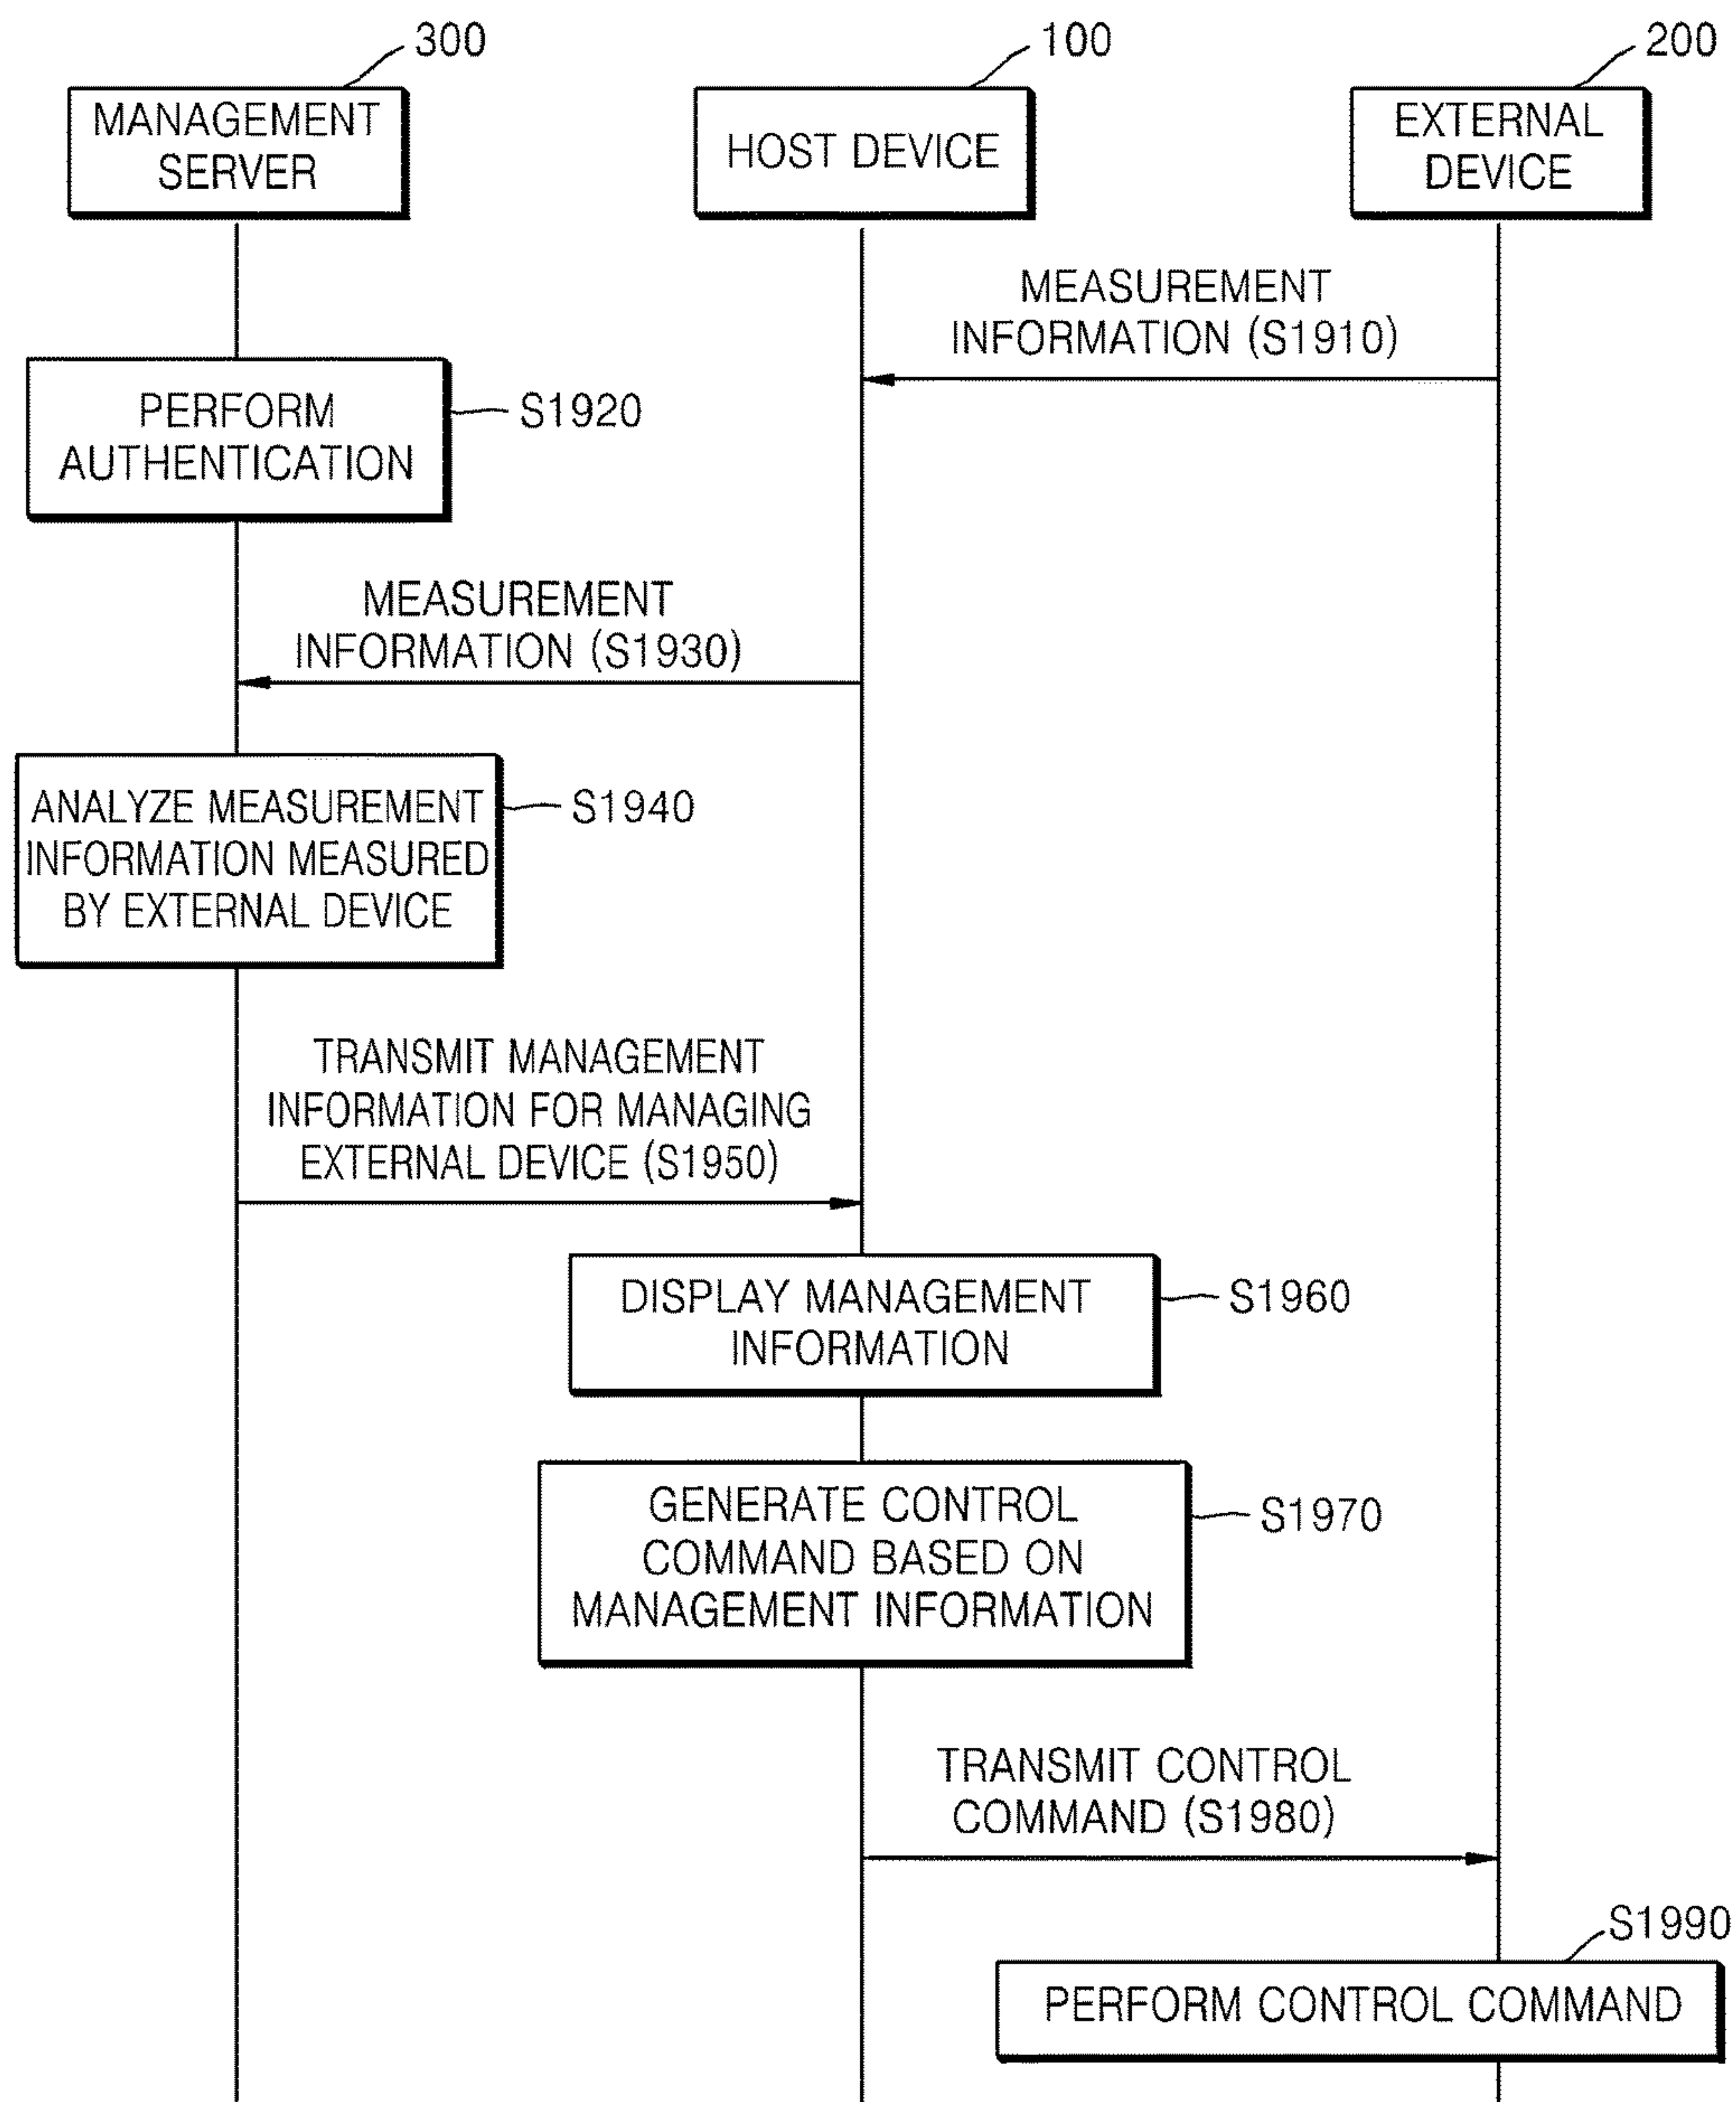 300
100
200
MANAGEMENT
SERVER
HOST DEVICE
EXTERNAL
DEVICE
MEASUREMENT
INFORMATION (S1910)
PERFORM
AUTHENTICATION
S1920
MEASUREMENT
INFORMATION (S1930)
ANALYZE MEASUREMENT
INFORMATION MEASURED
BY EXTERNAL DEVICE
S1940
TRANSMIT MANAGEMENT
INFORMATION FOR MANAGING
EXTERNAL DEVICE (S1950)
DISPLAY MANAGEMENT
INFORMATION
S1960
GENERATE CONTROL
COMMAND BASED ON
MANAGEMENT INFORMATION
S1970
TRANSMIT CONTROL
COMMAND (S1980)
S1990
PERFORM CONTROL COMMAND